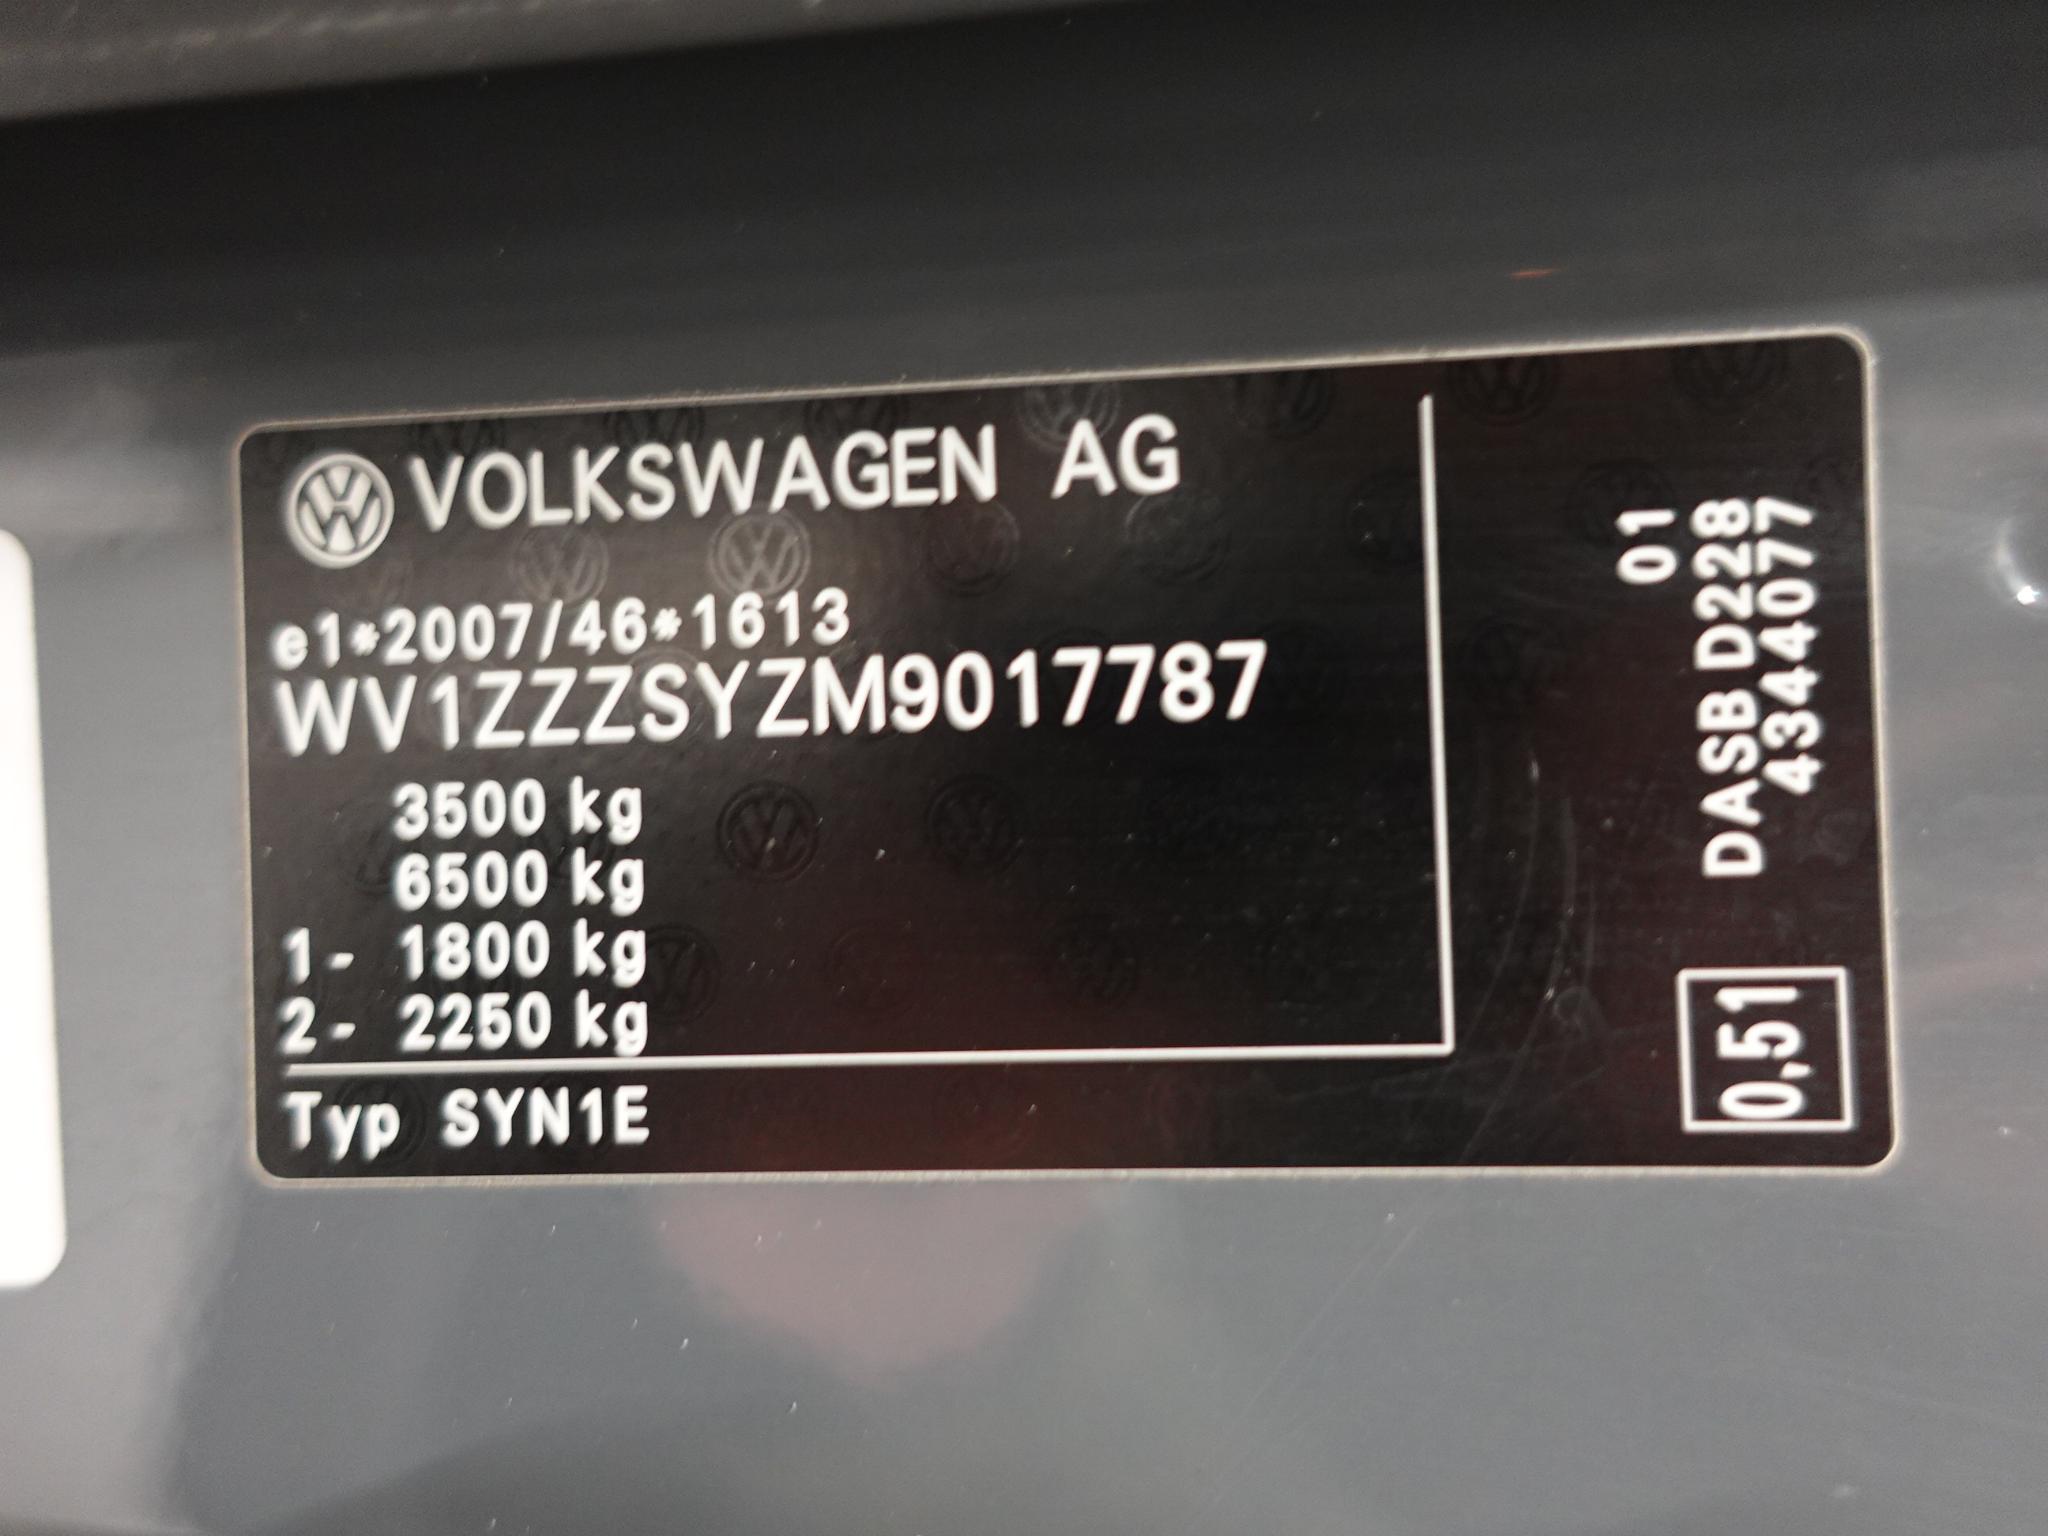 VOLKSWAGEN AG
e1*2007/46*1613
WV1ZZZSYZM9017787
3500 kg
6500 kg
1- 1800 kg
2- 2250 kg
Typ SYN1E
01
DASB D228
43440777
0,51